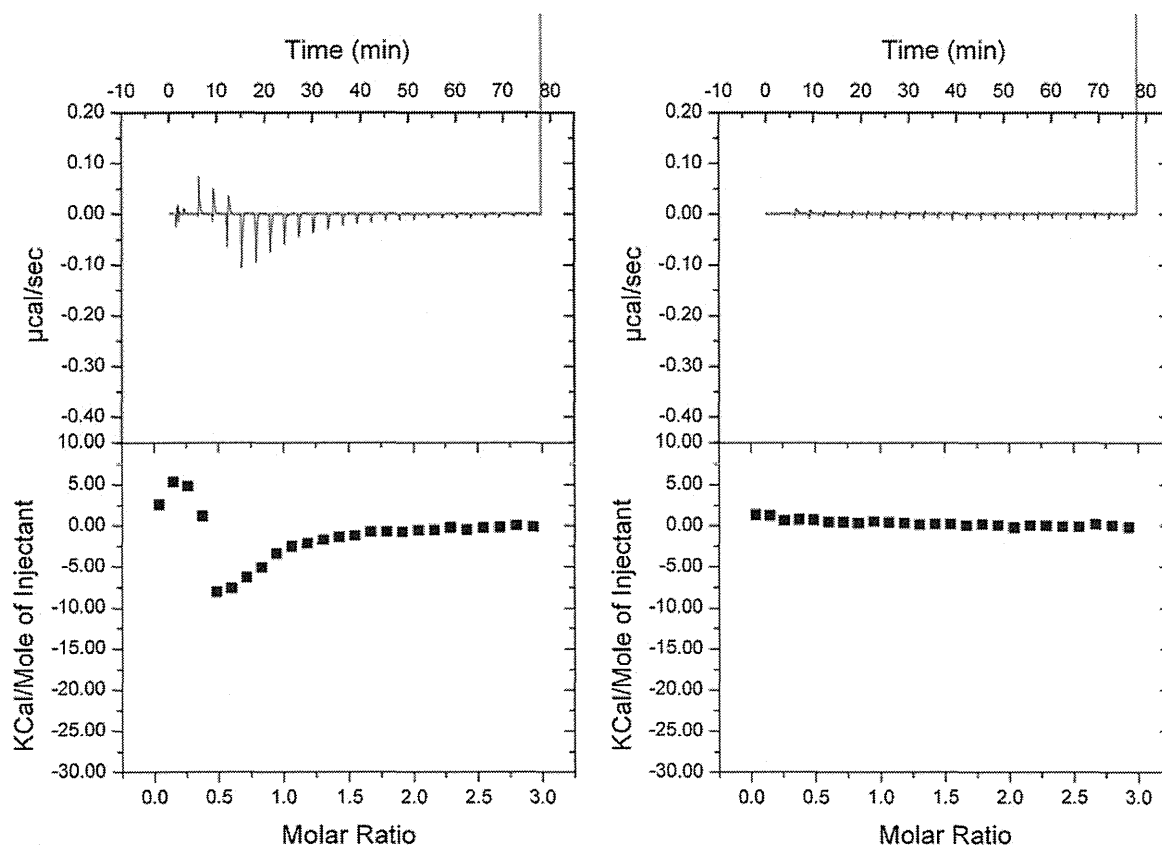 Time (min)
-10 0 10 20 30 40 50 60 70 80
0.20
0.10
0.00
-0.10
-0.20
-0.30
-0.40
µcal/sec
10.00
5.00
0.00
-5.00
-10.00
-15.00
-20.00
-25.00
-30.00
KCal/Mole of Injectant
0.0 0.5 1.0 1.5 2.0 2.5 3.0
Molar Ratio
Time (min)
-10 0 10 20 30 40 50 60 70 80
0.20
0.10
0.00
-0.10
-0.20
-0.30
-0.40
µcal/sec
10.00
5.00
0.00
-5.00
-10.00
-15.00
-20.00
-25.00
-30.00
KCal/Mole of Injectant
0.0 0.5 1.0 1.5 2.0 2.5 3.0
Molar Ratio